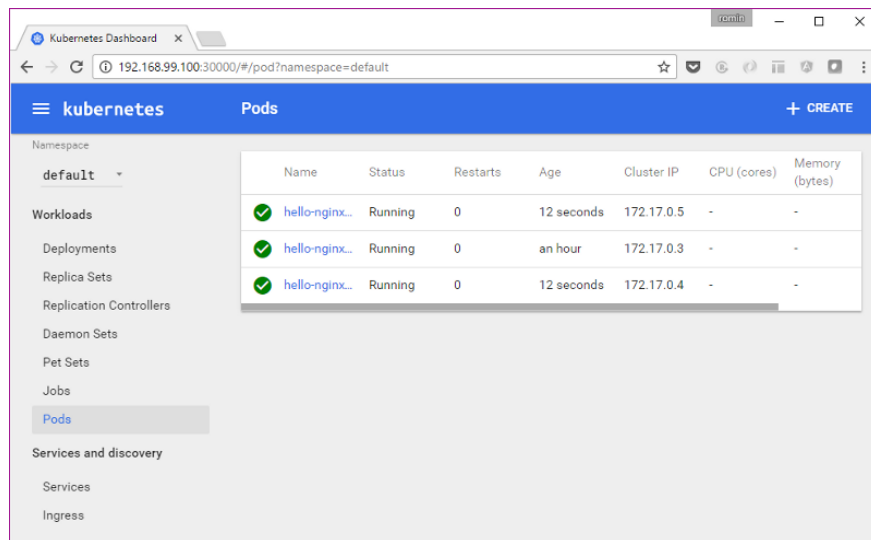 romin
Kubernetes Dashboard
192.168.99.100:30000/#/pod?namespace=default
kubernetes
Pods
+ CREATE
Namespace
default
Workloads
Deployments
Replica Sets
Replication Controllers
Daemon Sets
Pet Sets
Jobs
Pods
Services and discovery
Services
Ingress
Name Status Restarts Age Cluster IP CPU (cores) Memory (bytes)
hello-nginx... Running 0 12 seconds 172.17.0.5 - -
hello-nginx... Running 0 an hour 172.17.0.3 - -
hello-nginx... Running 0 12 seconds 172.17.0.4 - -